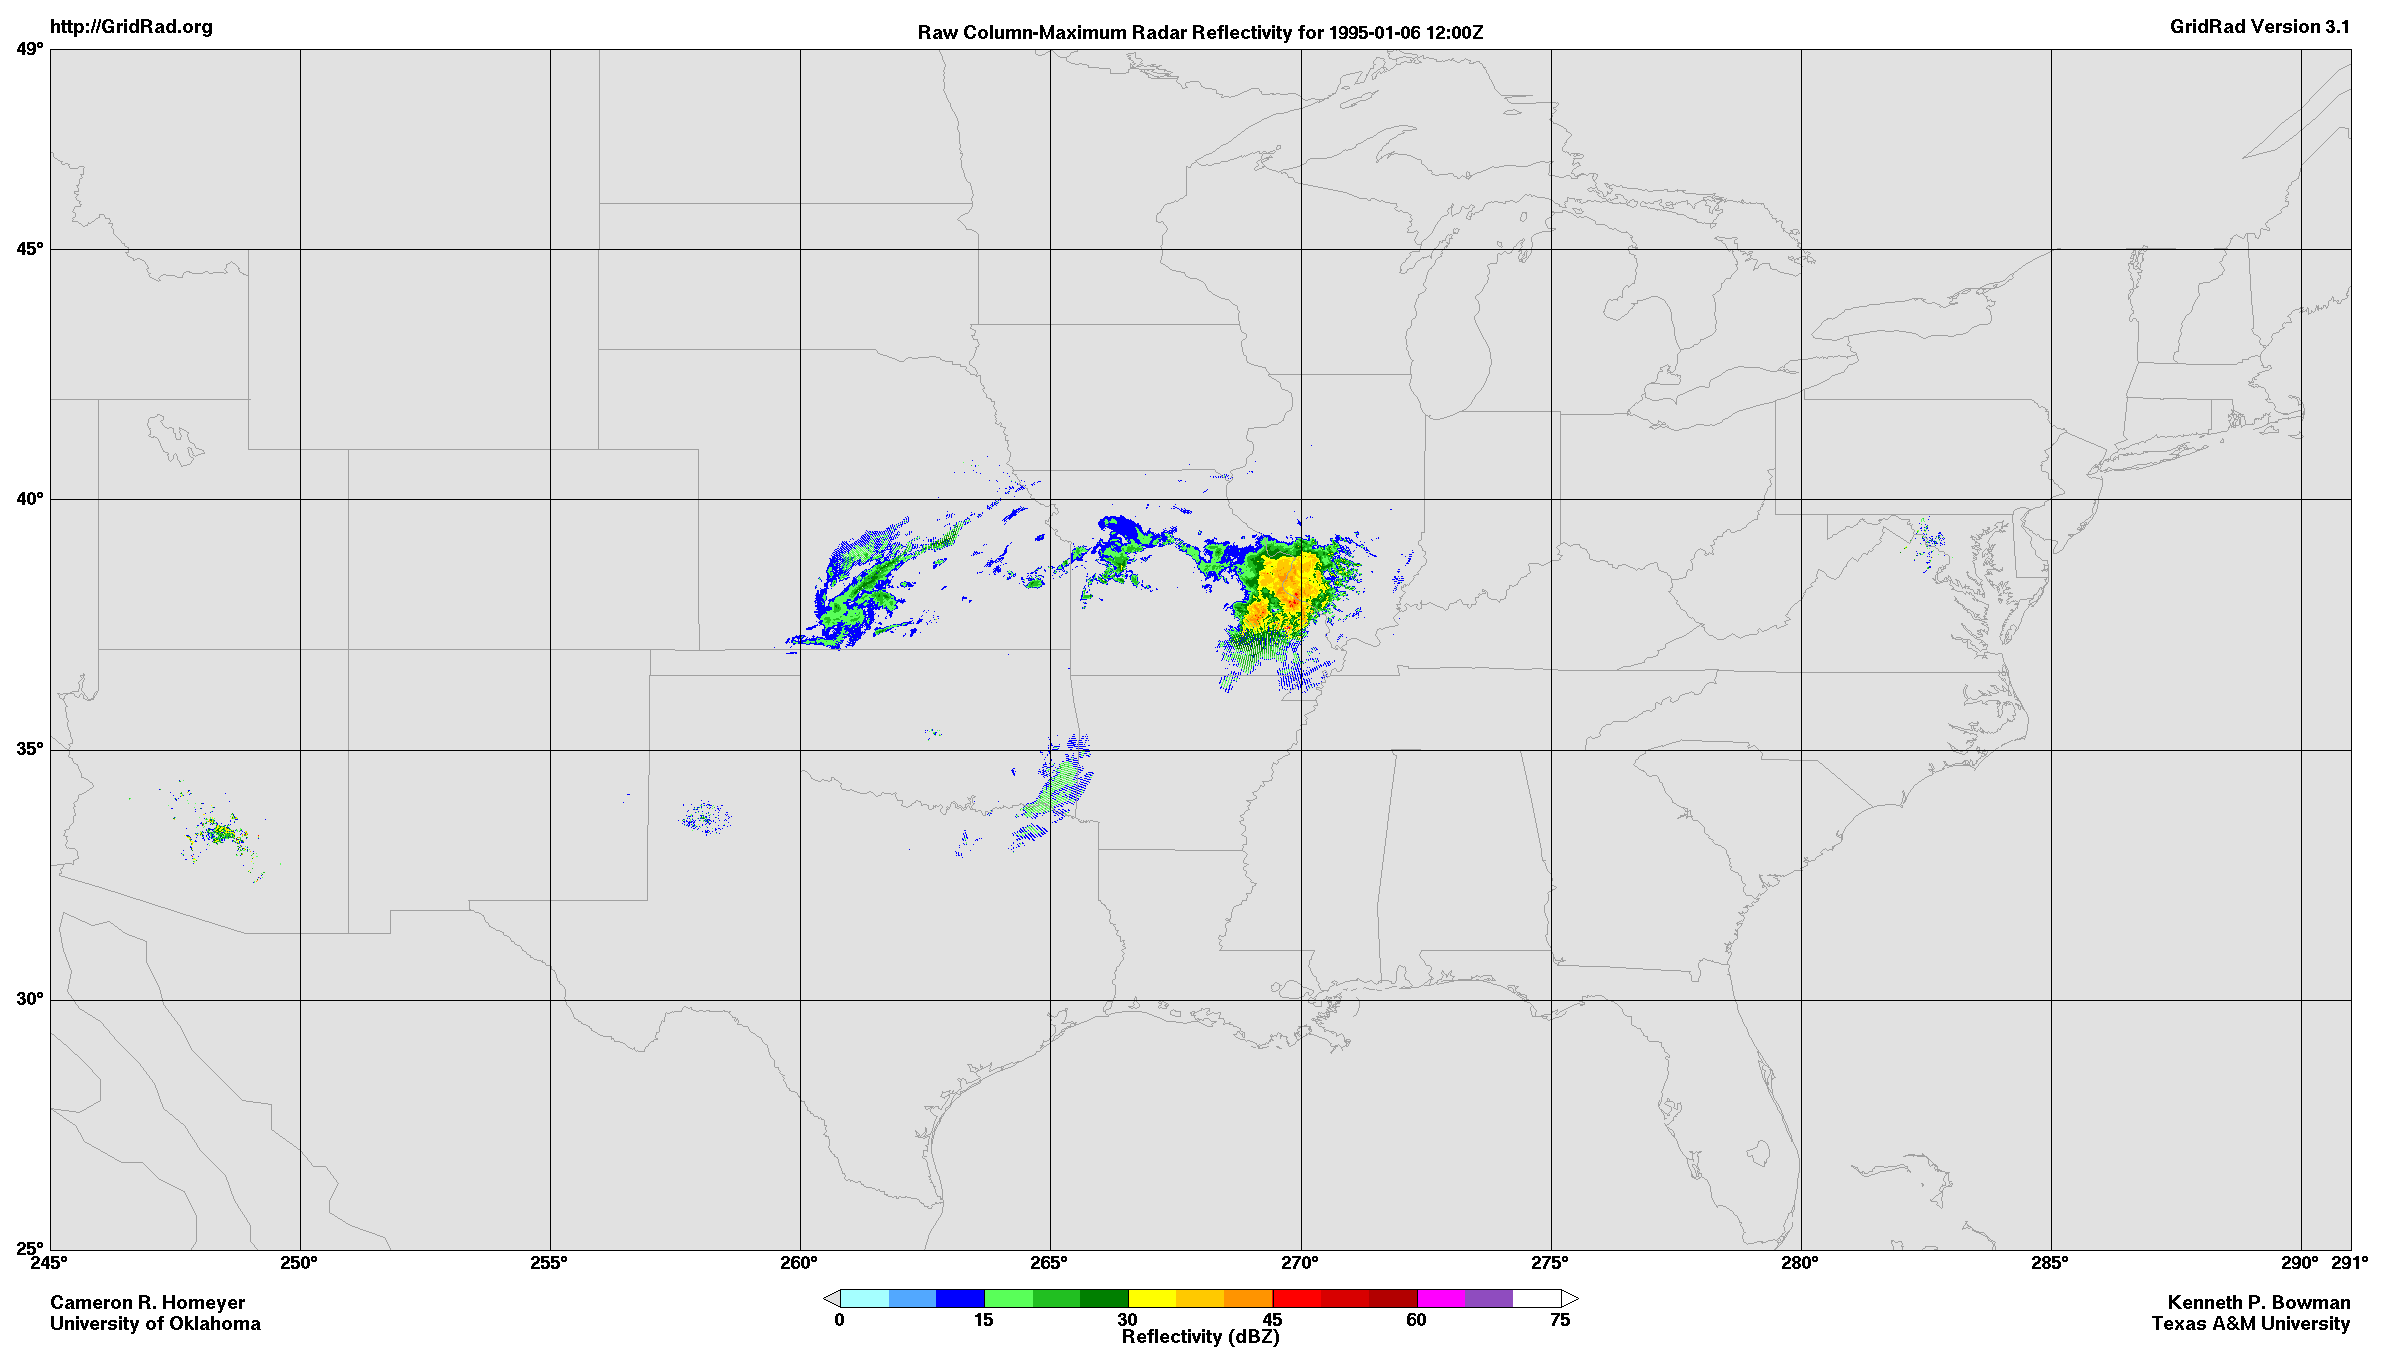 http://GridRad.org
Raw Column-Maximum Radar Reflectivity for 1995-01-06 12:00Z
GridRad Version 3.1
49°
45°
40°
35°
30°
25°
245° 250° 255° 260° 265° 270° 275° 280° 285° 290° 291°
0 15 30 45 60 75
Reflectivity (dBZ)
Cameron R. Homeyer
University of Oklahoma
Kenneth P. Bowman
Texas A&M University